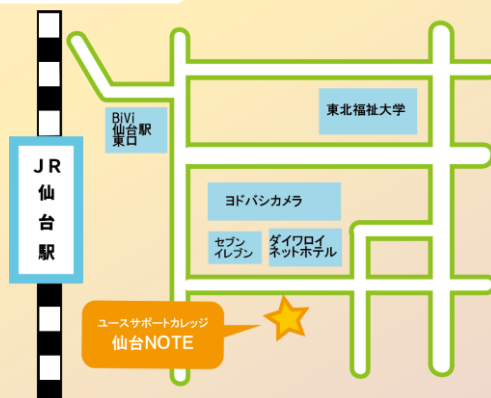 BiVi
仙台駅
東口
東北福祉大学
JR
仙
台
駅
ヨドバシカメラ
セブン
イレブン
ダイワロイ
ネットホテル
ユースサポートカレッジ
仙台NOTE